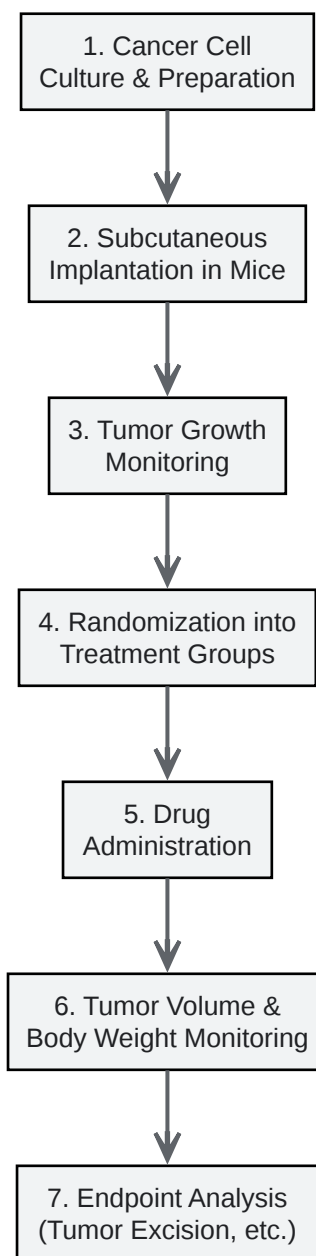 1. Cancer Cell
Culture & Preparation
2. Subcutaneous
Implantation in Mice
3. Tumor Growth
Monitoring
4. Randomization into
Treatment Groups
5. Drug
Administration
6. Tumor Volume &
Body Weight Monitoring
7. Endpoint Analysis
(Tumor Excision, etc.)